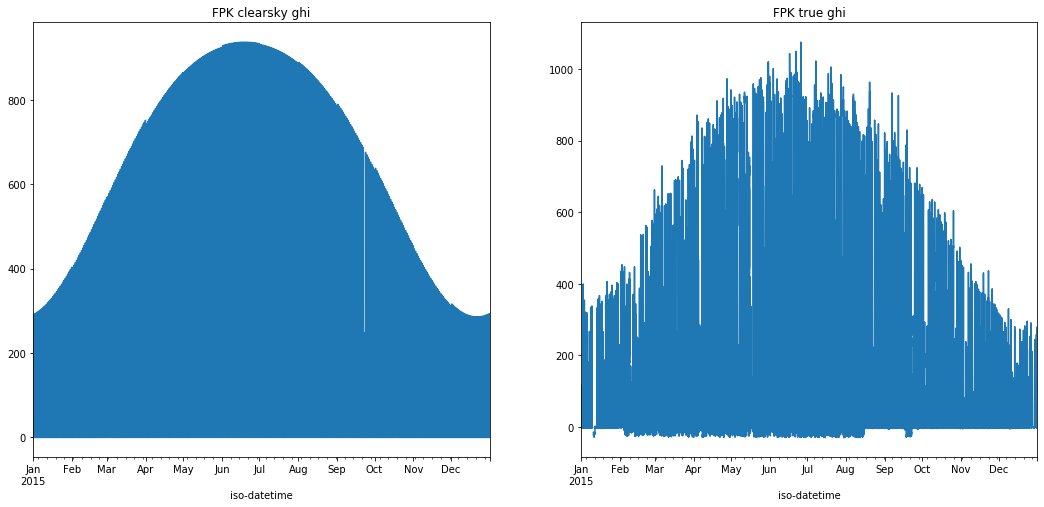 FPK clearsky ghi
800
600
400
200
0
Jan Feb Mar Apr May Jun Jul Aug Sep Oct Nov Dec
2015
iso-datetime
FPK true ghi
1000
800
600
400
200
0
Jan Feb Mar Apr May Jun Jul Aug Sep Oct Nov Dec
2015
iso-datetime